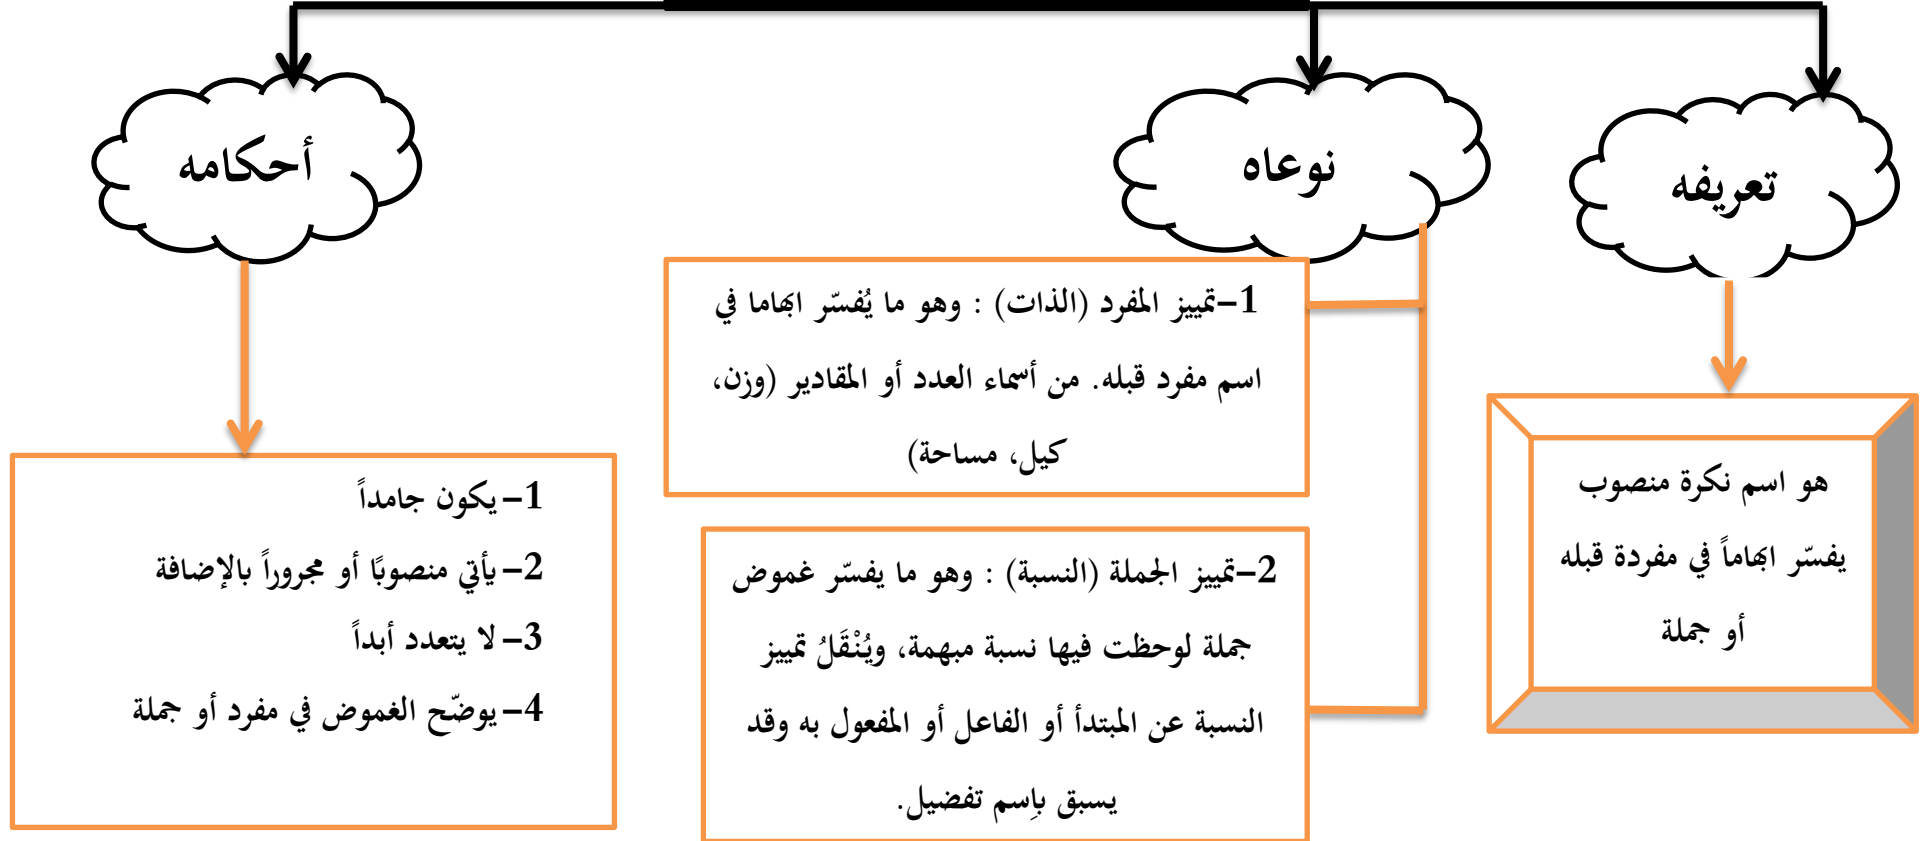 تعريفه
هو اسم نكرة منصوب
يفسّر ابهاماً في مفردة قبله
أو جملة
نوعاه
1-تمييز المفرد (الذات) : وهو ما يُفسّر ابهاما في
اسم مفرد قبله. من أسماء العدد أو المقادير (وزن،
كيل، مساحة)
2-تمييز الجملة (النسبة) : وهو ما يفسّر غموض
جملة لوحظت فيها نسبة مبهمة، ويُنْقَلُ تمييز
النسبة عن المبتدأ أو الفاعل أو المفعول به وقد
يسبق بإِسم تفضيل.
أحكامه
1- يكون جامداً
2- يأتي منصوبًا أو مجروراً بالإضافة
3- لا يتعدد أبداً
4- يوضّح الغموض في مفرد أو جملة